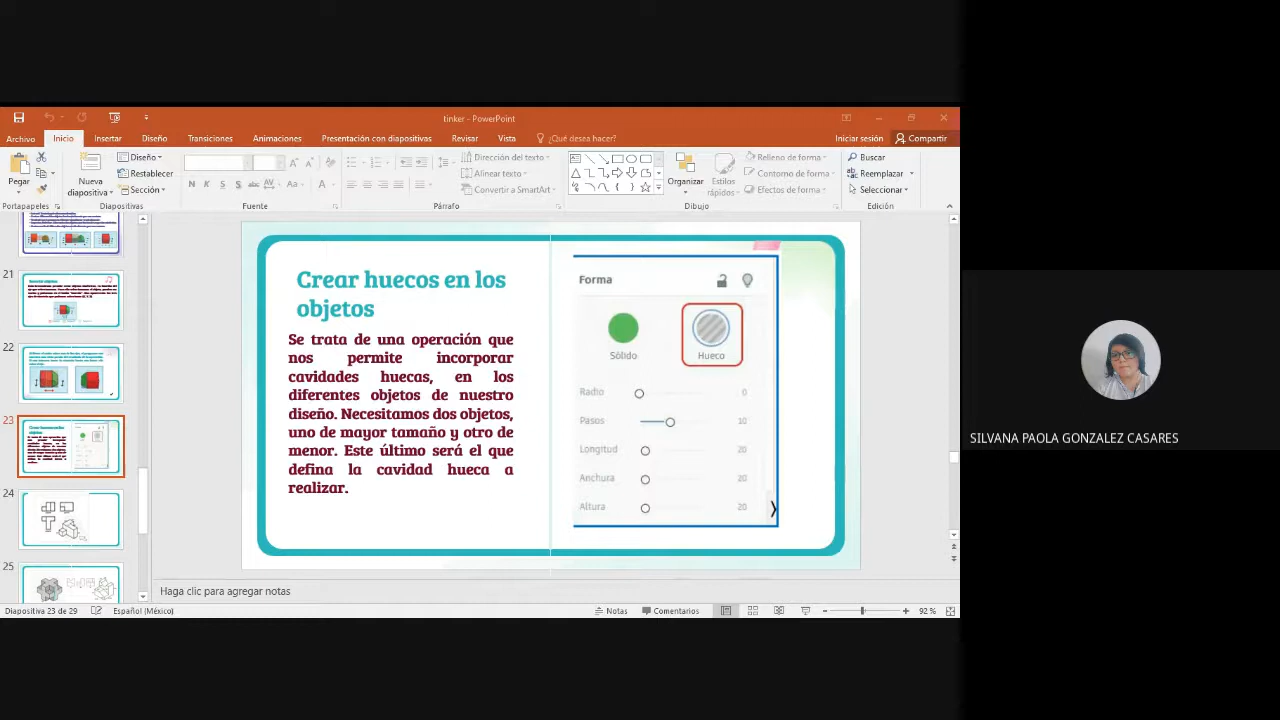 tinker - PowerPoint
Archivo Inicio Insertar Diseño Transiciones Animaciones Presentación con diapositivas Revisar Vista ¿Qué desea hacer? Iniciar sesión Compartir
Pegar
Nueva diapositiva
Diseño
Restablecer
Sección
N K S S abc AV Aa A
Dirección del texto
Alinear texto
Convertir a SmartArt
Organizar
Estilos rápidos
Relleno de forma
Contorno de forma
Efectos de forma
Buscar
Reemplazar
Seleccionar
Portapapeles Diapositivas Fuente Párrafo Dibujo Edición
21
22
23
24
25
Crear huecos en los
objetos
Se trata de una operación que
nos permite incorporar
cavidades huecas, en los
diferentes objetos de nuestro
diseño. Necesitamos dos objetos,
uno de mayor tamaño y otro de
menor. Este último será el que
defina la cavidad hueca a
realizar.
Forma
Sólido Hueco
Radio 0
Pasos 10
Longitud 20
Anchura 20
Altura 20
Haga clic para agregar notas
Diapositiva 23 de 29 Español (México) Notas Comentarios 92 %
SILVANA PAOLA GONZALEZ CASARES